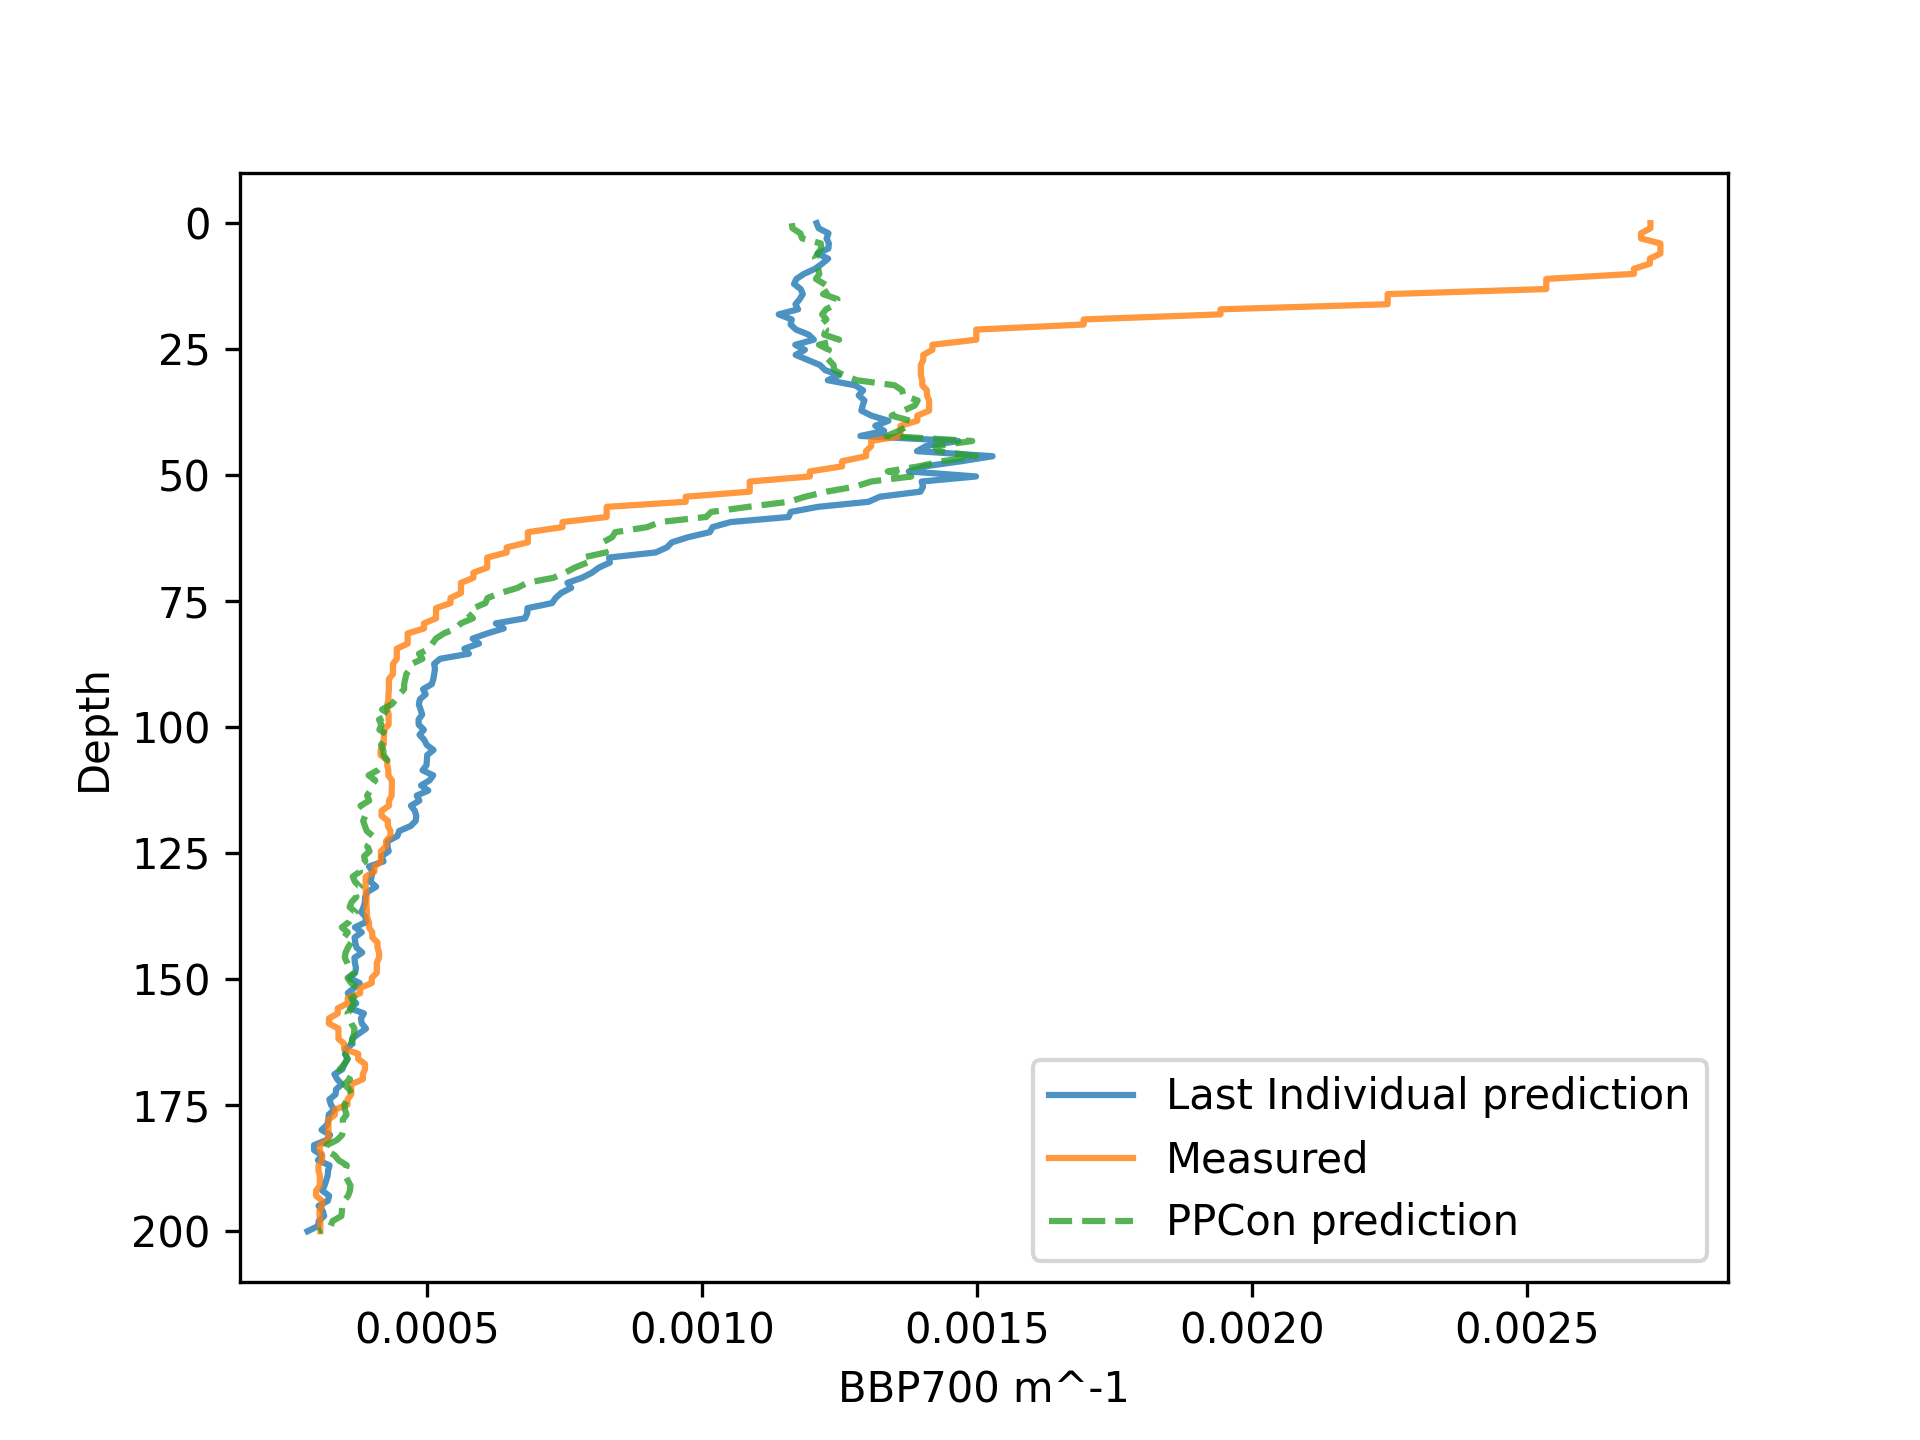 0
25
50
75
100
125
150
175
200
Depth
0.0005 0.0010 0.0015 0.0020 0.0025
BBP700 m^-1
Last Individual prediction
Measured
PPCon prediction